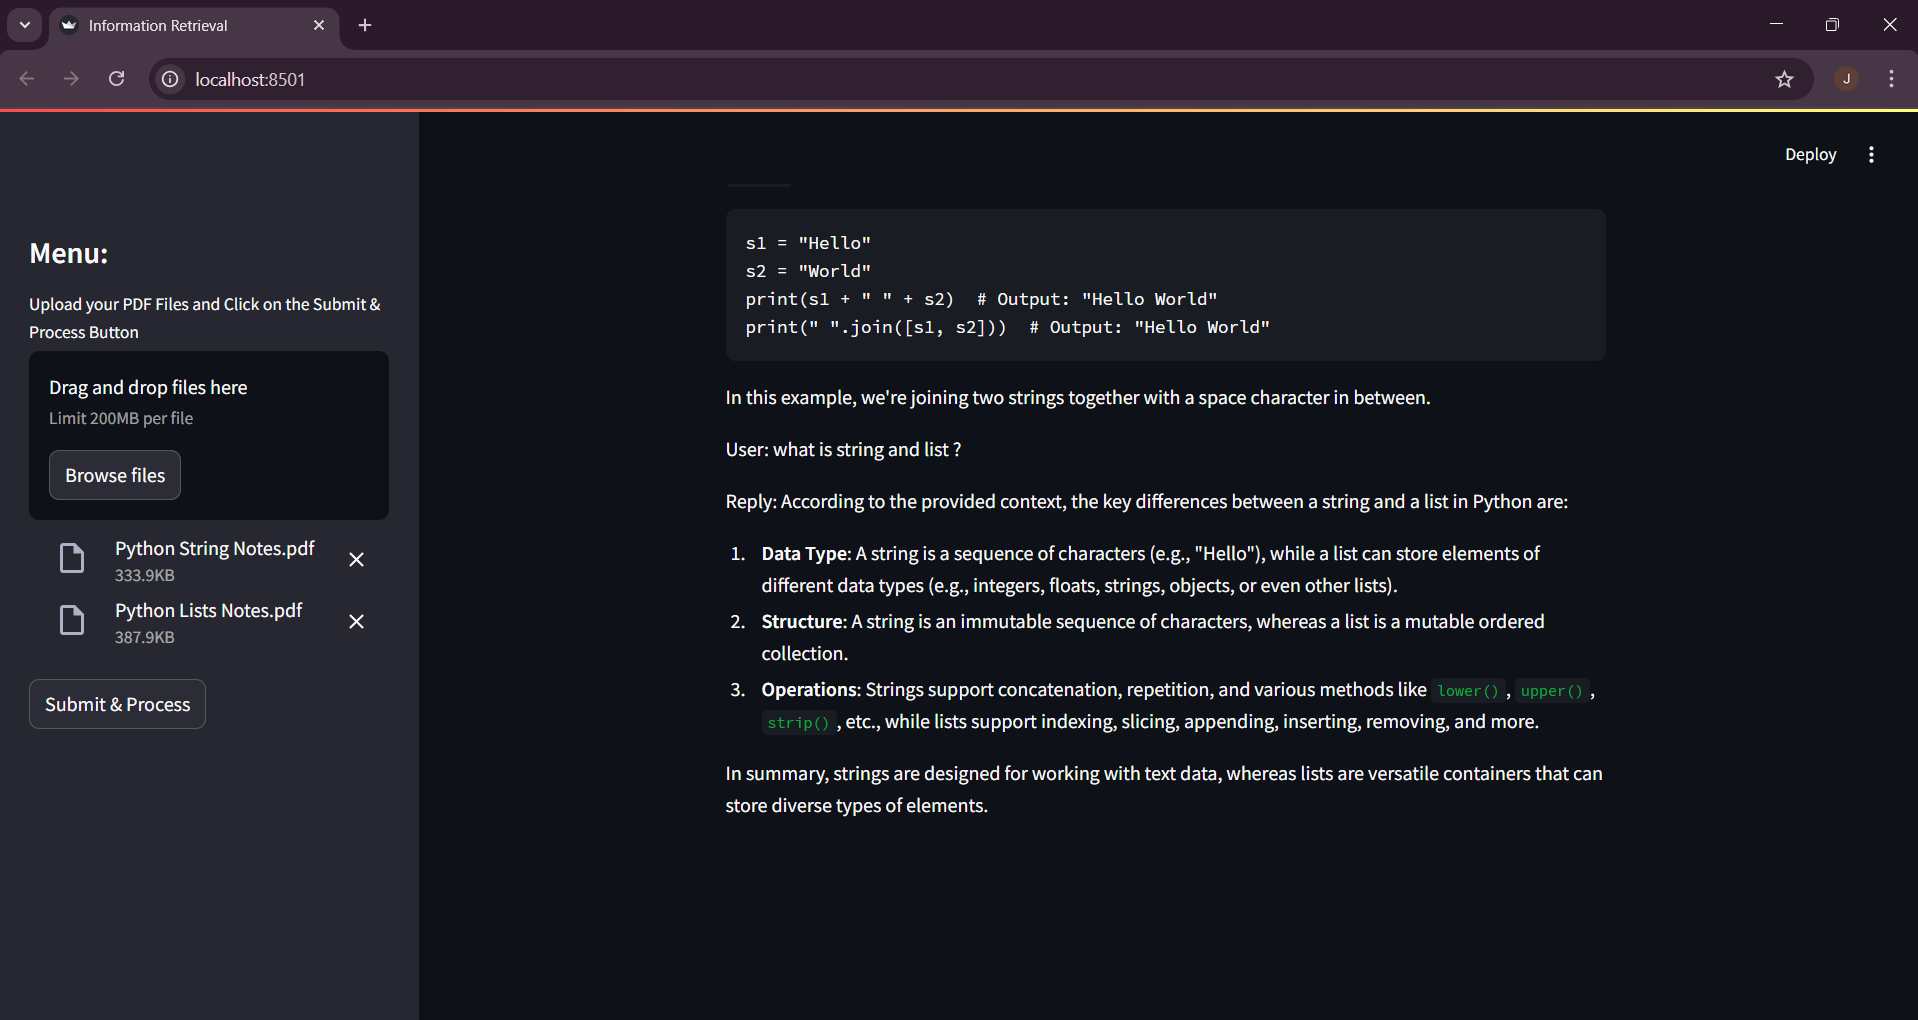 Information Retrieval
localhost:8501
J
Deploy
Menu:
Upload your PDF Files and Click on the Submit &
Process Button
Drag and drop files here
Limit 200MB per file
Browse files
Python String Notes.pdf
333.9KB
Python Lists Notes.pdf
387.9KB
Submit & Process
s1 = "Hello"
s2 = "World"
print(s1 + " " + s2)  # Output: "Hello World"
print(" ".join([s1, s2]))  # Output: "Hello World"
In this example, we're joining two strings together with a space character in between.
User: what is string and list ?
Reply: According to the provided context, the key differences between a string and a list in Python are:
1. Data Type: A string is a sequence of characters (e.g., "Hello"), while a list can store elements of
different data types (e.g., integers, floats, strings, objects, or even other lists).
2. Structure: A string is an immutable sequence of characters, whereas a list is a mutable ordered
collection.
3. Operations: Strings support concatenation, repetition, and various methods like lower() , upper() ,
strip() , etc., while lists support indexing, slicing, appending, inserting, removing, and more.
In summary, strings are designed for working with text data, whereas lists are versatile containers that can
store diverse types of elements.